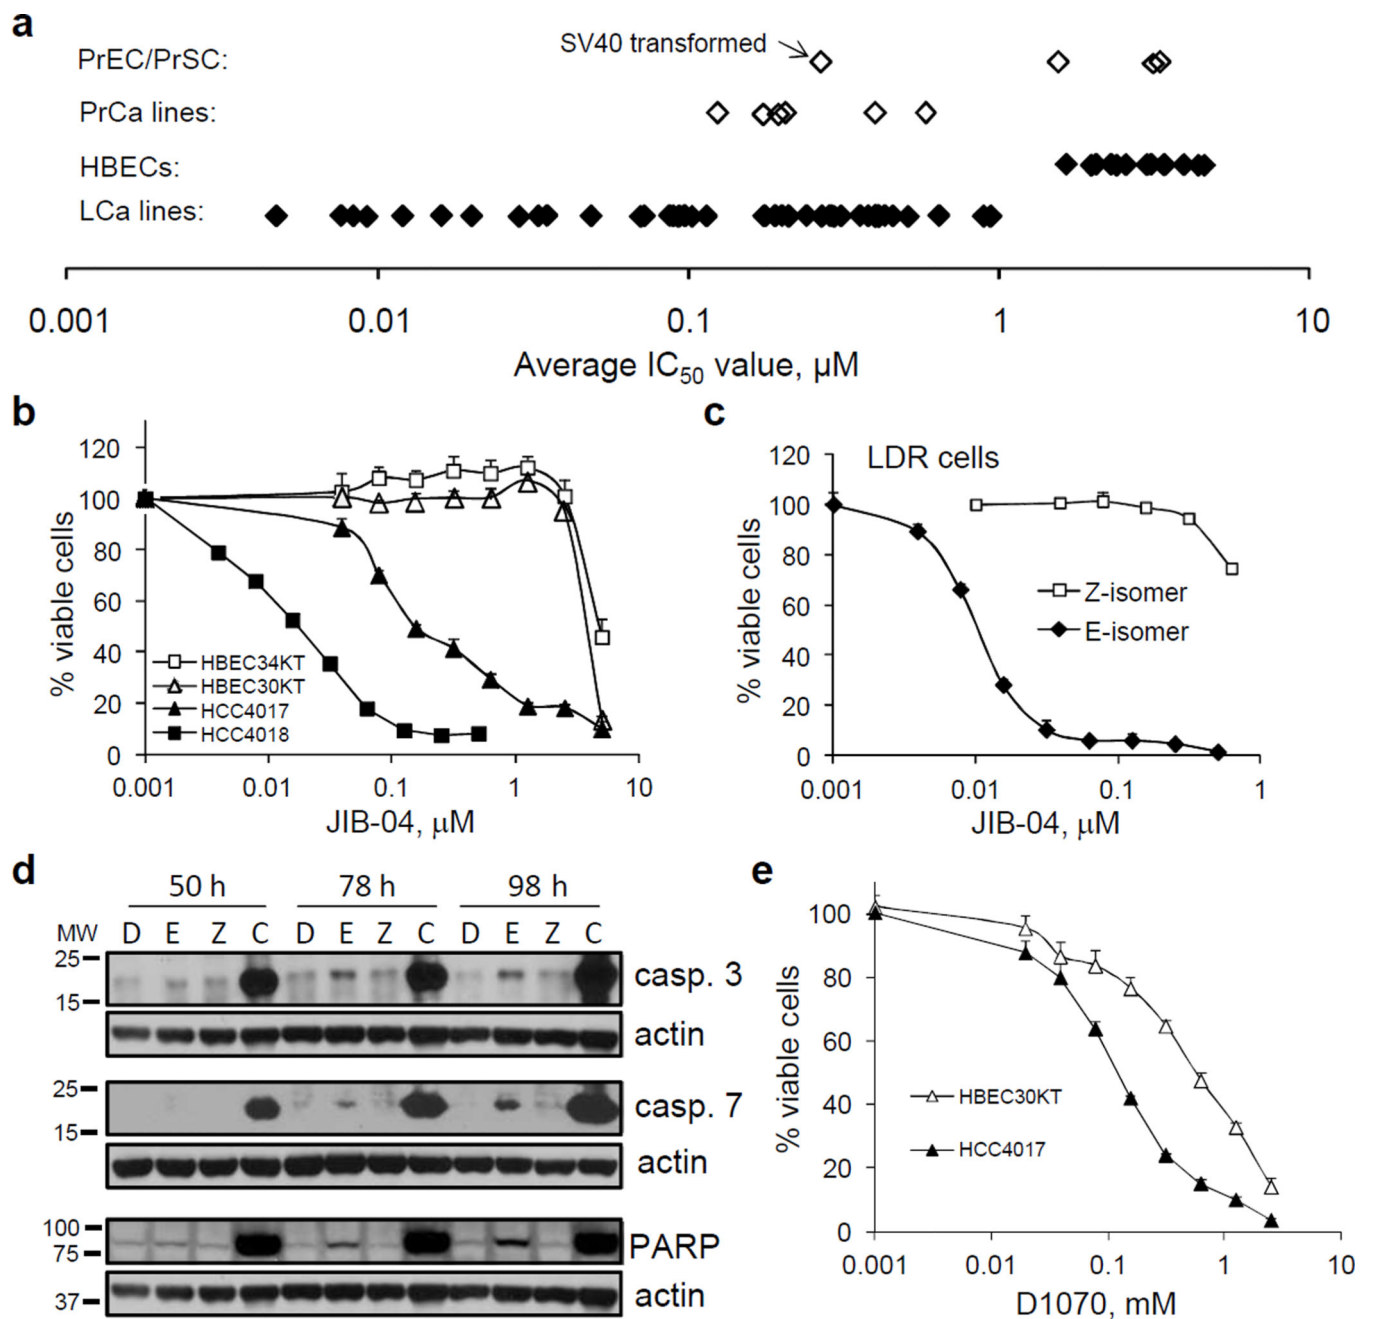 a
SV40 transformed
PrEC/PrSC:
PrCa lines:
HBECs:
LCa lines:
0.001 0.01 0.1 1 10
Average IC50 value, µM
b
120
100
80
60
40
20
0
% viable cells
HBEC34KT
HBEC30KT
HCC4017
HCC4018
0.001 0.01 0.1 1 10
JIB-04, µM
c
LDR cells
120
100
80
60
40
20
0
% viable cells
Z-isomer
E-isomer
0.001 0.01 0.1 1
JIB-04, µM
d
50 h 78 h 98 h
MW D E Z C D E Z C D E Z C
25
15
casp. 3
actin
25
15
casp. 7
actin
100
75
PARP
37
actin
e
100
80
60
40
20
0
% viable cells
HBEC30KT
HCC4017
0.001 0.01 0.1 1 10
D1070, mM